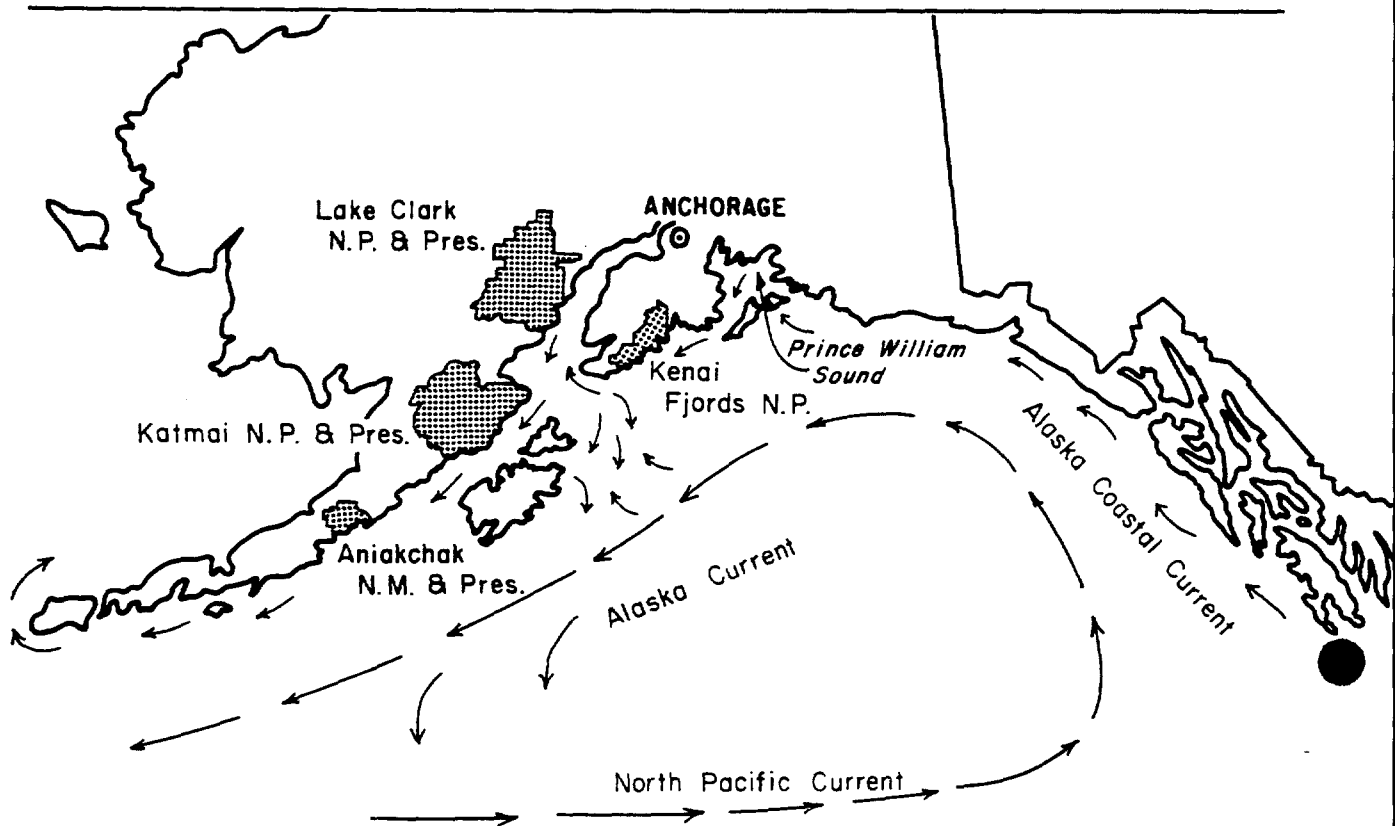 Lake Clark
N.P. & Pres.
ANCHORAGE
Prince William
Sound
Kenai
Fjords N.P.
Katmai N.P. & Pres.
Aniakchak
N.M. & Pres.
Alaska Coastal Current
Alaska Current
North Pacific Current